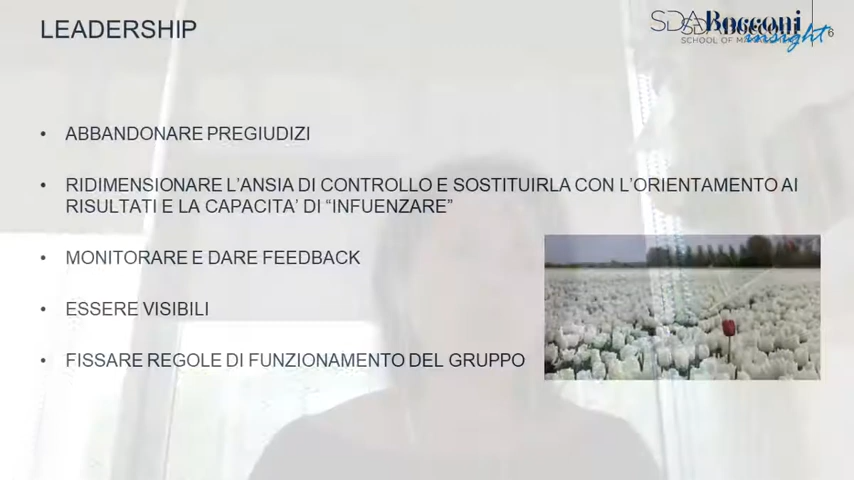 LEADERSHIP
SDA Bocconi
SCHOOL OF
insight
6
• ABBANDONARE PREGIUDIZI
• RIDIMENSIONARE L'ANSIA DI CONTROLLO E SOSTITUIRLA CON L'ORIENTAMENTO AI
RISULTATI E LA CAPACITA' DI "INFUENZARE"
• MONITORARE E DARE FEEDBACK
• ESSERE VISIBILI
• FISSARE REGOLE DI FUNZIONAMENTO DEL GRUPPO